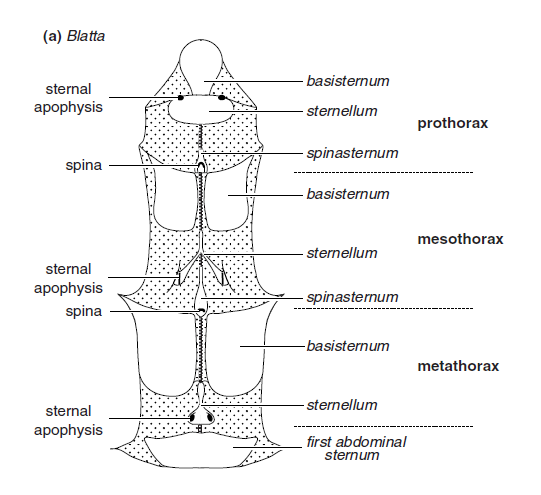 (a) Blatta
basisternum
sternal
apophysis
sternellum
prothorax
spinasternum
spina
basisternum
mesothorax
sternellum
sternal
apophysis
spinasternum
spina
basisternum
metathorax
sternellum
sternal
apophysis
first abdominal
sternum